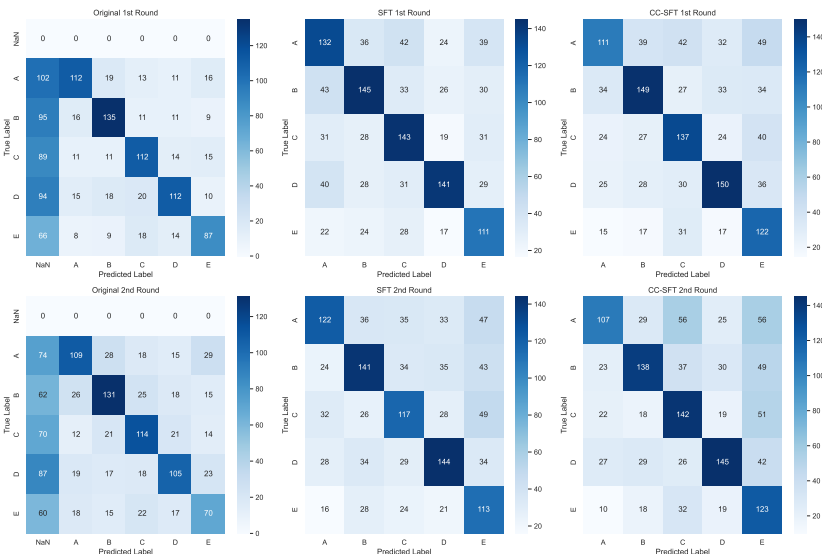 Original 1st Round
NaN 0 0 0 0 0 0
A 102 112 19 13 11 16
B 95 16 135 11 11 9
C 89 11 11 112 14 15
D 94 15 18 20 112 10
E 66 8 9 18 14 87
NaN A B C D E
Predicted Label
True Label
120
100
80
60
40
20
0
SFT 1st Round
A 132 36 42 24 39
B 43 145 33 26 30
C 31 28 143 19 31
D 40 28 31 141 29
E 22 24 28 17 111
A B C D E
Predicted Label
True Label
140
120
100
80
60
40
20
CC-SFT 1st Round
A 111 39 42 32 49
B 34 149 27 33 34
C 24 27 137 24 40
D 25 28 30 150 36
E 15 17 31 17 122
A B C D E
Predicted Label
True Label
140
120
100
80
60
40
20
Original 2nd Round
NaN 0 0 0 0 0 0
A 74 109 28 18 15 29
B 62 26 131 25 18 15
C 70 12 21 114 21 14
D 87 19 17 18 105 23
E 60 18 15 22 17 70
NaN A B C D E
Predicted Label
True Label
120
100
80
60
40
20
0
SFT 2nd Round
A 122 36 35 33 47
B 24 141 34 35 43
C 32 26 117 28 49
D 28 34 29 144 34
E 16 28 24 21 113
A B C D E
Predicted Label
True Label
140
120
100
80
60
40
20
CC-SFT 2nd Round
A 107 29 56 25 56
B 23 138 37 30 49
C 22 18 142 19 51
D 27 29 26 145 42
E 10 18 32 19 123
A B C D E
Predicted Label
True Label
140
120
100
80
60
40
20